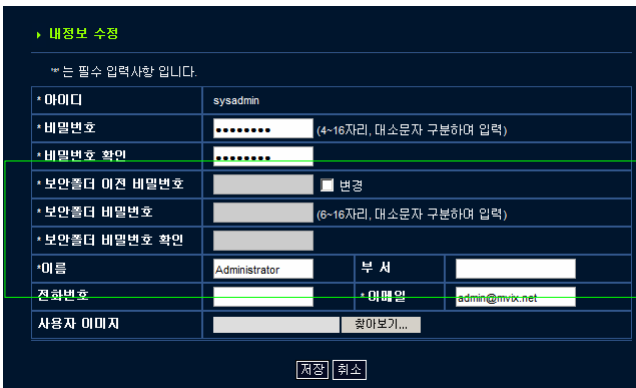 내정보 수정
'*'는 필수 입력사항 입니다.
*아이디 sysadmin
*비밀번호 •••••••• (4~16자리, 대소문자 구분하여 입력)
*비밀번호 확인 ••••••••
*보안폴더 이전 비밀번호 변경
*보안폴더 비밀번호 (6~16자리, 대소문자 구분하여 입력)
*보안폴더 비밀번호 확인
*이름 Administrator 부 서
전화번호 *이메일 admin@mvix.net
사용자 이미지 찾아보기...
저장 취소